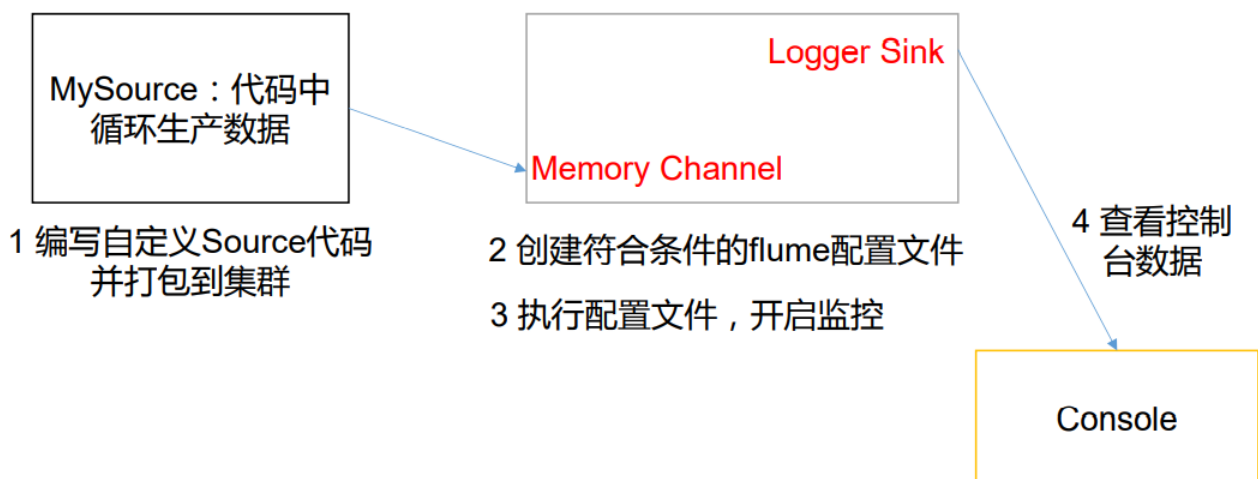 MySource：代码中
循环生产数据
Logger Sink
Memory Channel
1 编写自定义Source代码
并打包到集群
2 创建符合条件的flume配置文件
3 执行配置文件，开启监控
4 查看控制
台数据
Console